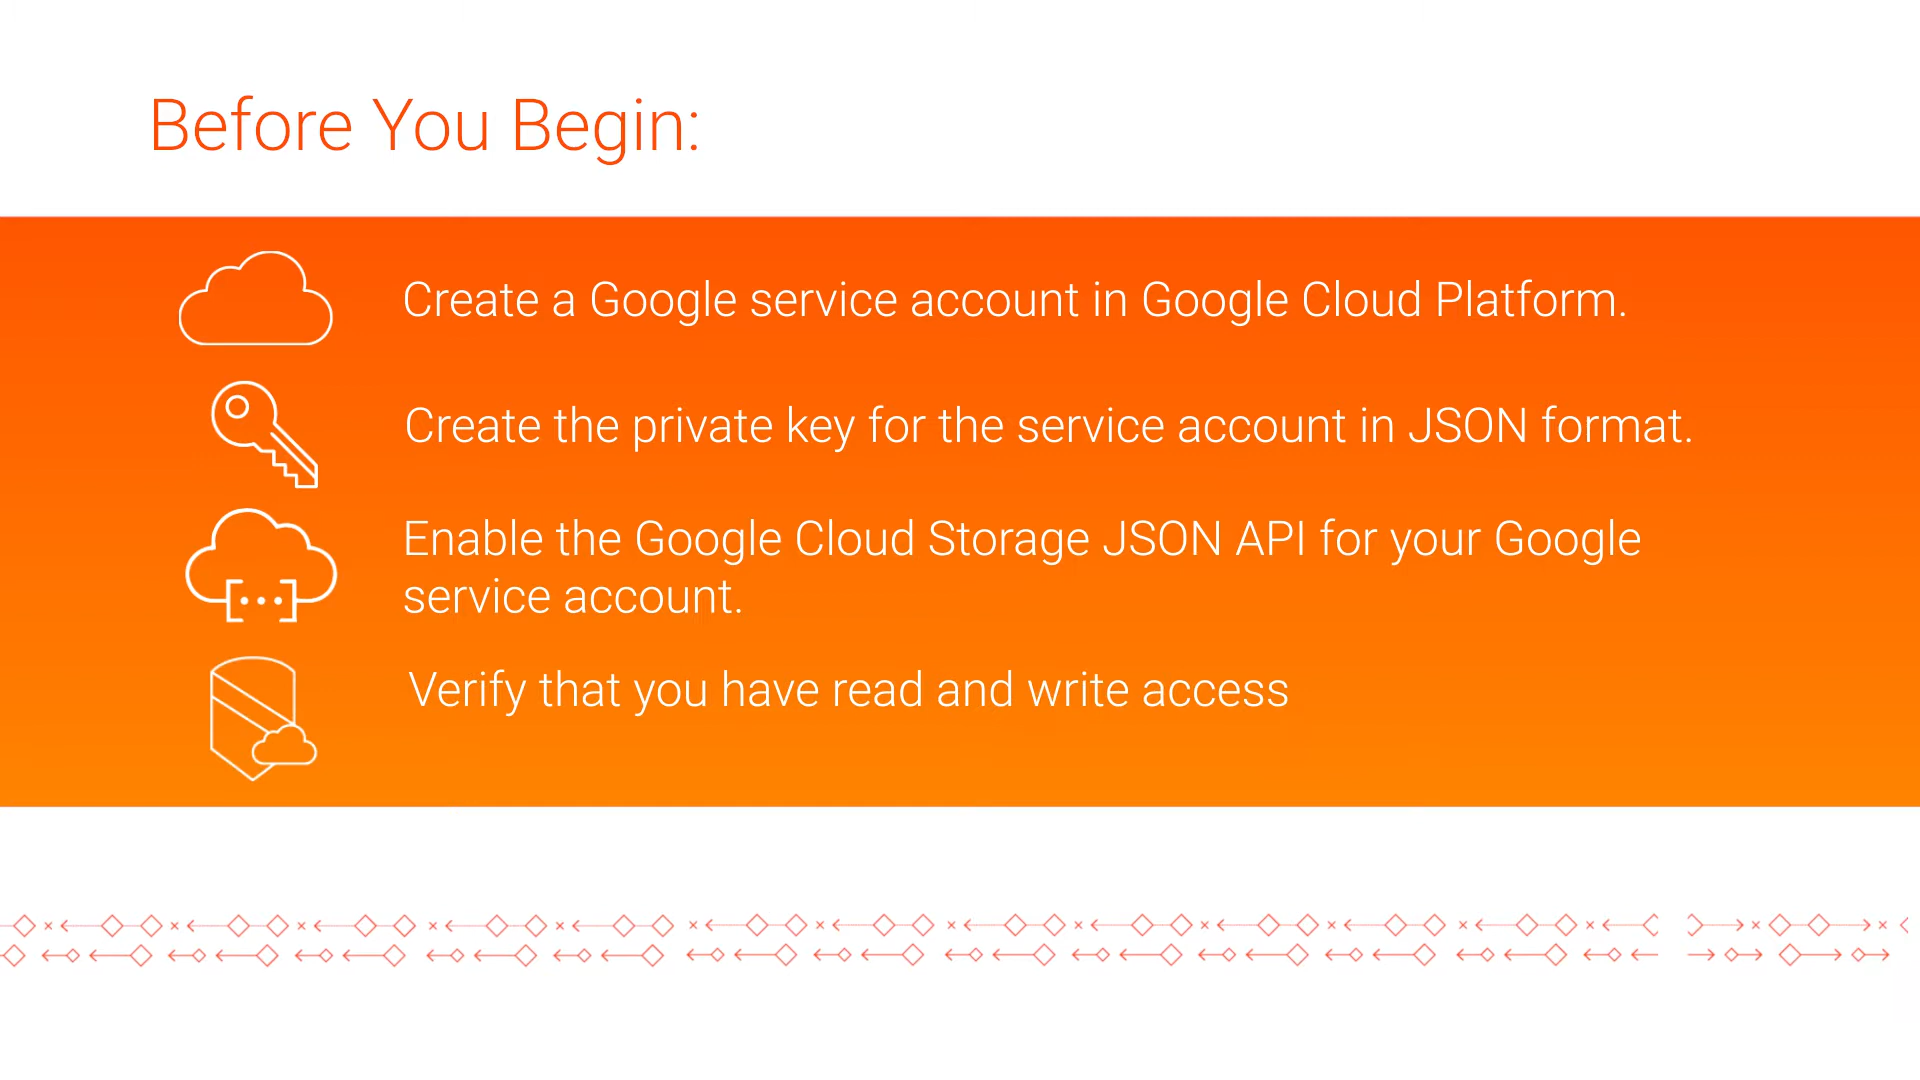 Before You Begin:
Create a Google service account in Google Cloud Platform.
Create the private key for the service account in JSON format.
Enable the Google Cloud Storage JSON API for your Google
service account.
Verify that you have read and write access